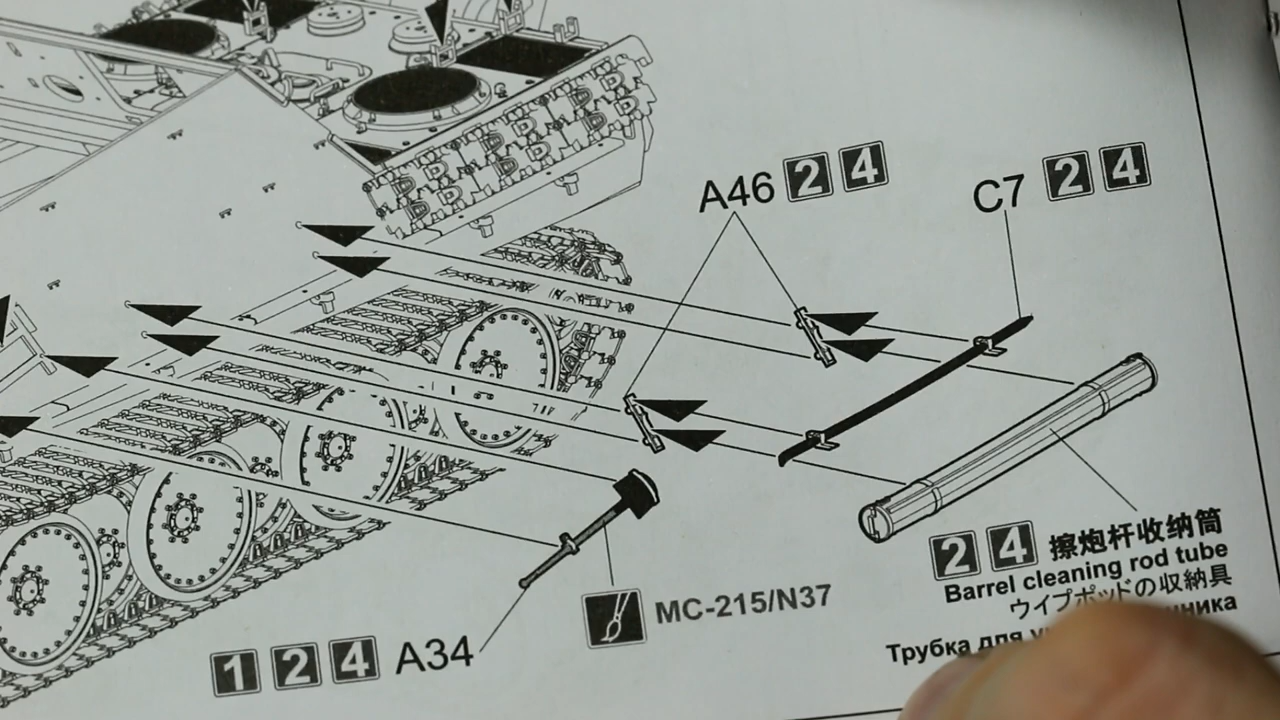 A46 2 4
C7 2 4
2 4 擦炮杆收纳筒
Barrel cleaning rod tube
ウイプポッドの収納具
Трубка для
MC-215/N37
1 2 4 A34